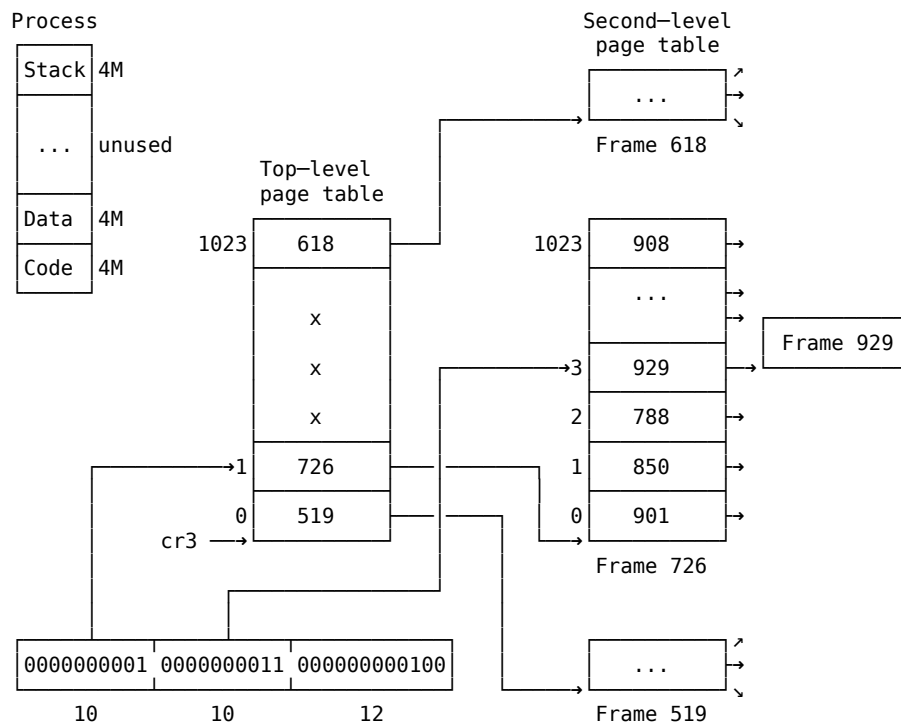 Process
Second–level
page table
Stack 4M
...
... unused
Frame 618
Top–level
page table
Data 4M
1023 618
1023 908
Code 4M
...
x
Frame 929
x
3 929
x
2 788
1 726
1 850
0 519
0 901
cr3
Frame 726
0000000001 0000000011 000000000100
...
10 10 12
Frame 519